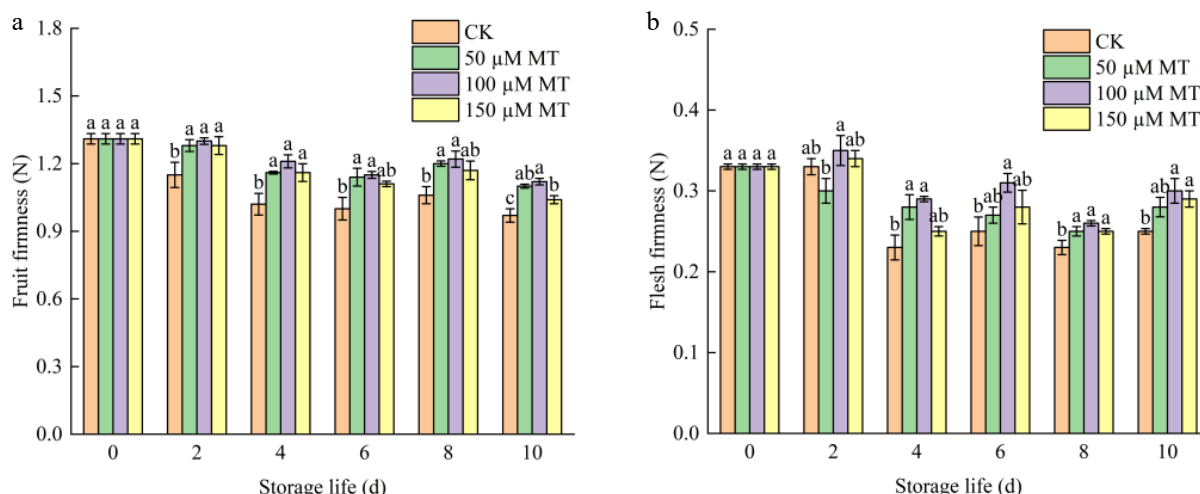 a
Fruit firmness (N)
1.8
1.5
1.2
0.9
0.6
0.3
0.0
CK
50 µM MT
100 µM MT
150 µM MT
a a a a
b a a a
b a a a
b a a ab
b a a ab
c ab a b
0 2 4 6 8 10
Storage life (d)
b
Flesh firmness (N)
0.5
0.4
0.3
0.2
0.1
0.0
CK
50 µM MT
100 µM MT
150 µM MT
a a a a
ab b a ab
b a a ab
b ab a ab
b a a a
b ab a a
0 2 4 6 8 10
Storage life (d)